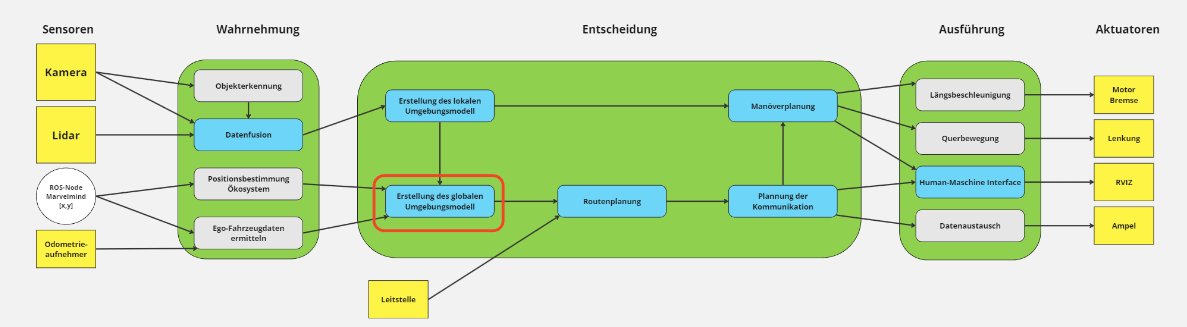 Sensoren
Wahrnehmung
Entscheidung
Ausführung
Aktuatoren
Kamera
Lidar
ROS-Node
Marvelmind
[x,y]
Odometrie-
aufnehmer
Objekterkennung
Datenfusion
Positionsbestimmung
Ökosystem
Ego-Fahrzeugdaten
ermitteln
Erstellung des lokalen
Umgebungsmodell
Erstellung des globalen
Umgebungsmodell
Routenplanung
Manöverplanung
Plannung der
Kommunikation
Leitstelle
Längsbeschleunigung
Querbewegung
Human-Maschine Interface
Datenaustausch
Motor
Bremse
Lenkung
RVIZ
Ampel